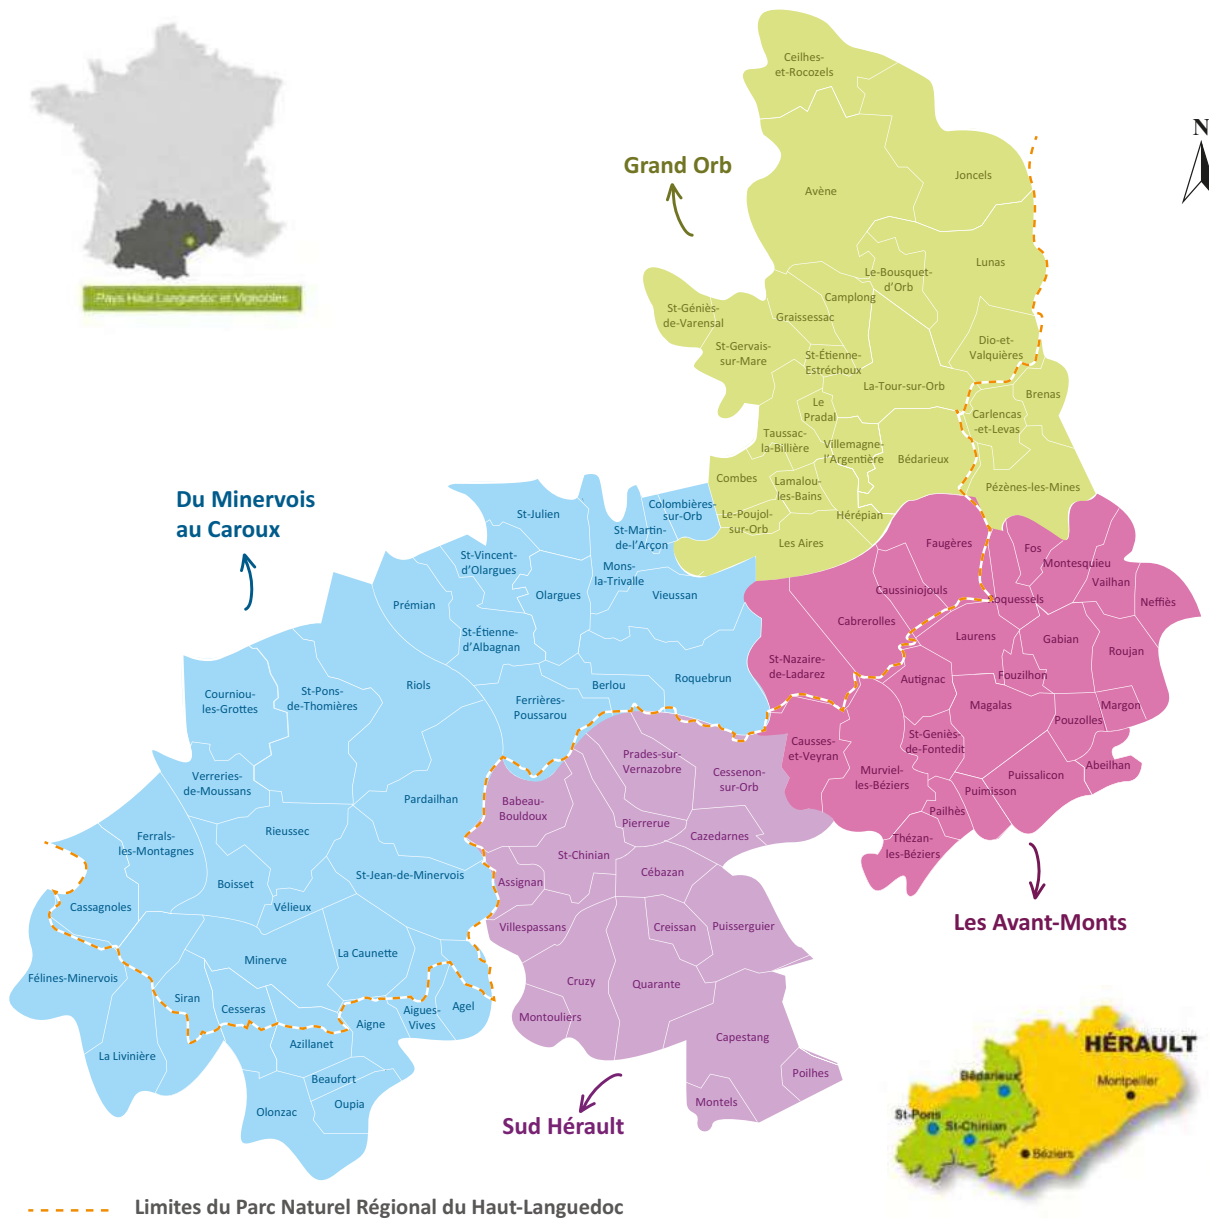 Pays Haut Languedoc et Vignobles
N
Grand Orb
Ceilhes-
et-Rocozels
Avène
Joncels
Lunas
Le-Bousquet-
d'Orb
Camplong
Graissessac
St-Géniès-
de-Varensal
St-Gervais-
sur-Mare
St-Étienne-
Estréchoux
Dio-et-
Valquières
La-Tour-sur-Orb
Brenas
Le
Pradal
Carlencas
-et-Levas
Taussac-
la-Billière
Villemagne-
l'Argentière
Bédarieux
Combes
Lamalou-
les-Bains
Pézènes-les-Mines
Le-Poujol-
sur-Orb
Hérépian
Les Aires
Du Minervois
au Caroux
Colombières-
sur-Orb
St-Julien
St-Martin-
de-l'Arçon
St-Vincent-
d'Olargues
Mons-
la-Trivalle
Olargues
Vieussan
Prémian
St-Étienne-
d'Albagnan
Riols
Berlou
Roquebrun
Ferrières-
Poussarou
Courniou-
les-Grottes
St-Pons-
de-Thomières
Verreries-
de-Moussans
Pardailhan
Ferrals-
les-Montagnes
Rieussec
Boisset
St-Jean-de-Minervois
Cassagnoles
Vélieux
Minerve
La Caunette
Félines-Minervois
Siran
Cesseras
Aigne
Aigues-
Vives
Agel
Azillanet
La Livinière
Beaufort
Olonzac
Oupia
Faugères
Fos
Montesquieu
Vailhan
Neffiès
Caussiniojouls
Roquessels
Cabrerolles
Laurens
Gabian
Roujan
St-Nazaire-
de-Ladarez
Autignac
Fouzilhon
Magalas
Margon
Pouzolles
Causses-
et-Veyran
St-Geniès-
de-Fontedit
Abeilhan
Murviel-
les-Béziers
Puissalicon
Puimisson
Pailhès
Thézan-
les-Béziers
Les Avant-Monts
Prades-sur-
Vernazobre
Cessenon-
sur-Orb
Babeau-
Bouldoux
Pierrerue
Cazedarnes
St-Chinian
Cébazan
Assignan
Villespassans
Creissan
Puisserguier
Cruzy
Quarante
Montouliers
Capestang
Poilhes
Montels
Sud Hérault
HÉRAULT
Bédarieux
Montpellier
St-Pons
St-Chinian
Béziers
Limites du Parc Naturel Régional du Haut-Languedoc